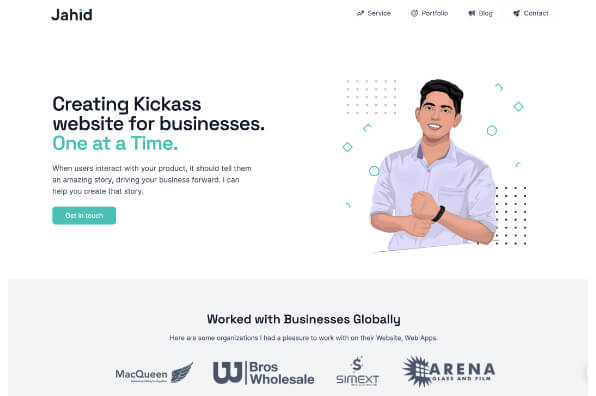 Jahid
Service
Portfolio
Blog
Contact
Creating Kickass
website for businesses.
One at a Time.
When users interact with your product, it should tell them
an amazing story, driving your business forward. I can
help you create that story.
Get in touch
Worked with Businesses Globally
Here are some organizations I had a pleasure to work with on their Website, Web Apps.
MacQueen
Bros
Wholesale
SIMEXT
ARENA
GLASS AND FILM